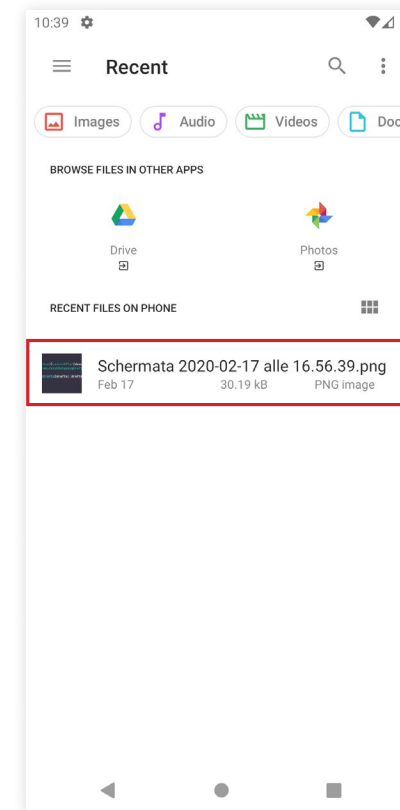 10:39
Recent
Images Audio Videos Doc
BROWSE FILES IN OTHER APPS
Drive Photos
RECENT FILES ON PHONE
Schermata 2020-02-17 alle 16.56.39.png
Feb 17 30.19 kB PNG image